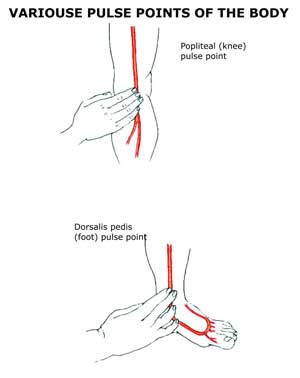 VARIOUSE PULSE POINTS OF THE BODY
Popliteal (knee)
pulse point
Dorsalis pedis
(foot) pulse point